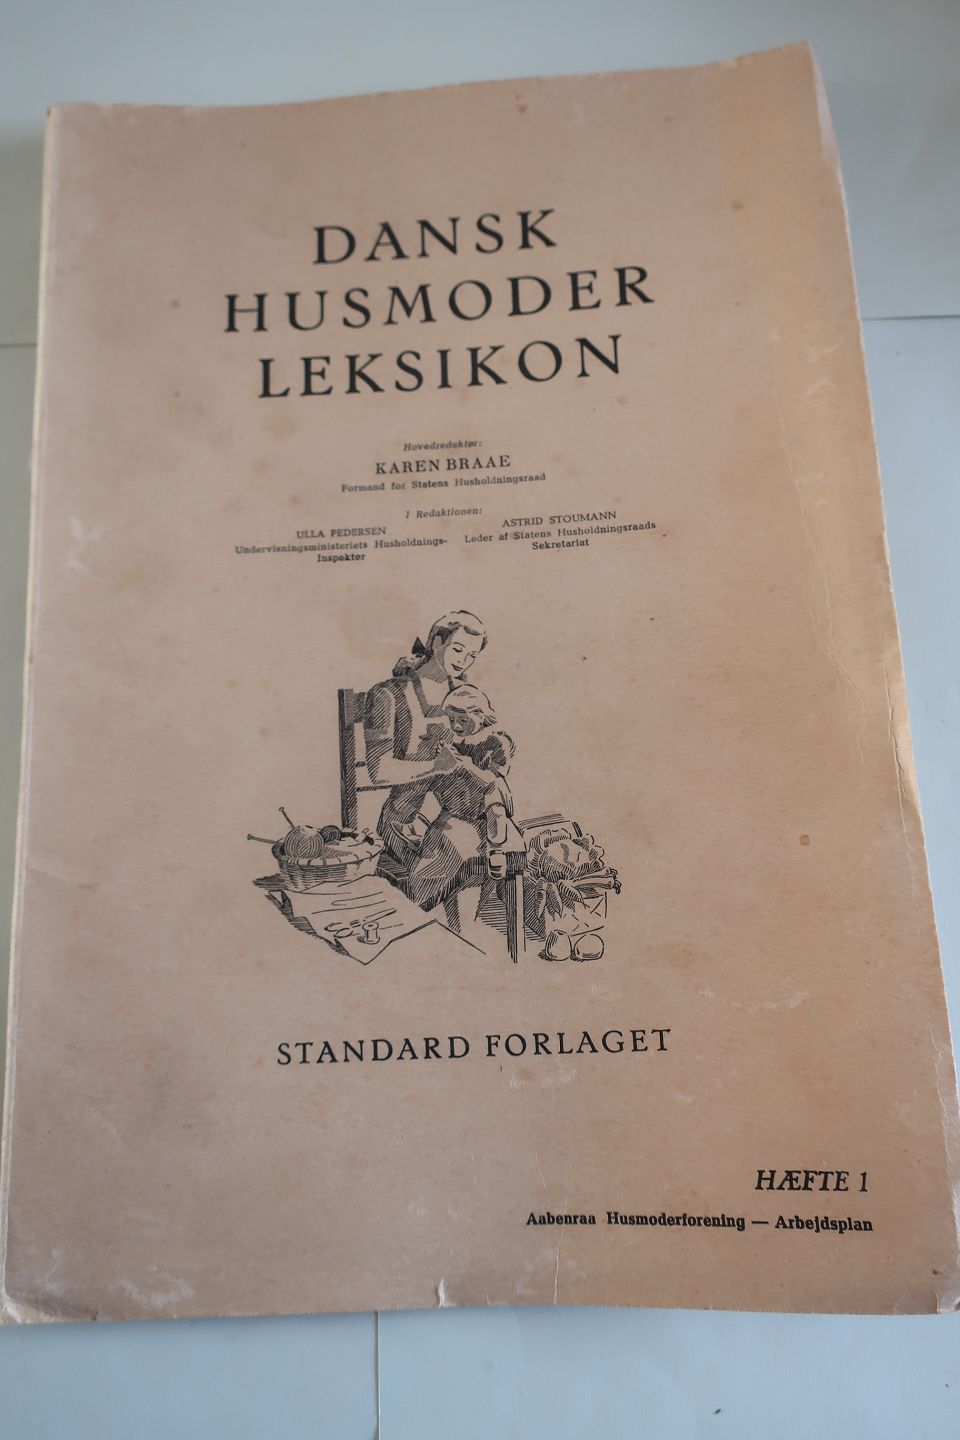 DANSK
HUSMODER
LEKSIKON
Hovedredaktør:
KAREN BRAAE
Formand for Statens Husholdningsraad
I Redaktionen:
ULLA PEDERSEN
Undervisningsministeriets Husholdnings-
Inspektør
ASTRID STOUMANN
Leder af Statens Husholdningsraads
Sekretariat
STANDARD FORLAGET
HÆFTE 1
Aabenraa Husmoderforening — Arbejdsplan